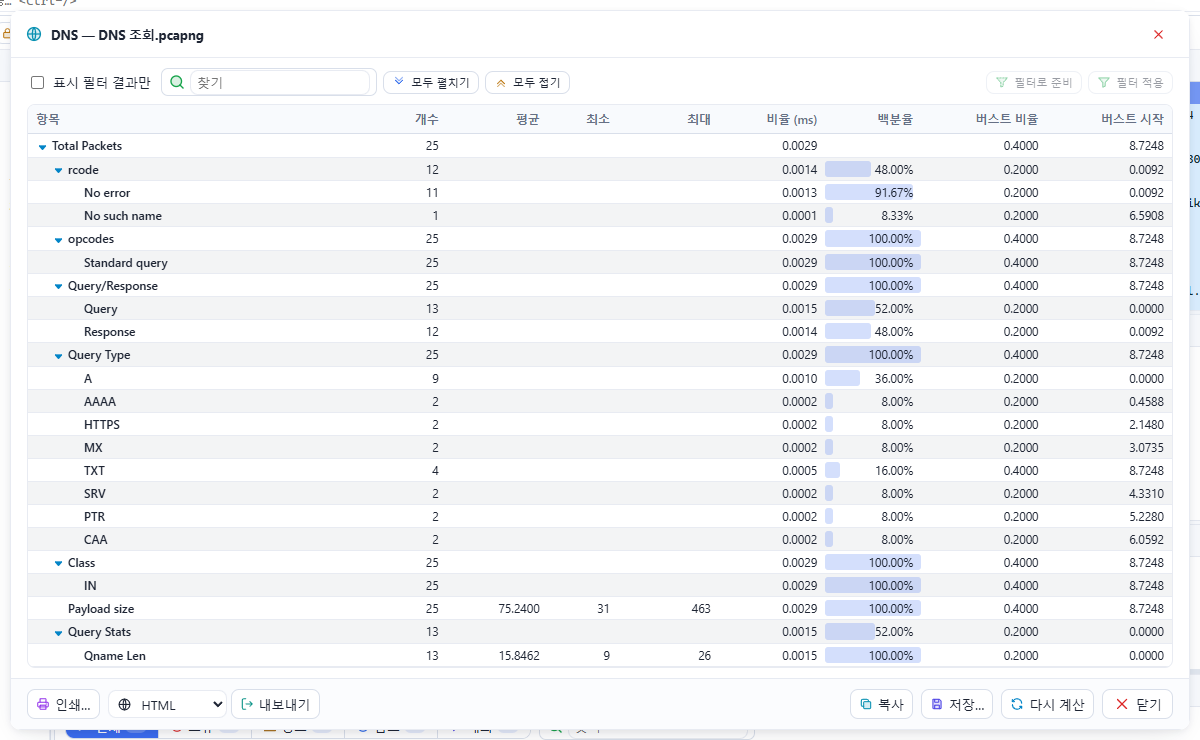 DNS — DNS 조회.pcapng
표시 필터 결과만 찾기 모두 펼치기 모두 접기 필터로 준비 필터 적용
항목 개수 평균 최소 최대 비율 (ms) 백분율 버스트 비율 버스트 시작
Total Packets 25 0.0029 0.4000 8.7248
rcode 12 0.0014 48.00% 0.2000 0.0092
No error 11 0.0013 91.67% 0.2000 0.0092
No such name 1 0.0001 8.33% 0.2000 6.5908
opcodes 25 0.0029 100.00% 0.4000 8.7248
Standard query 25 0.0029 100.00% 0.4000 8.7248
Query/Response 25 0.0029 100.00% 0.4000 8.7248
Query 13 0.0015 52.00% 0.2000 0.0000
Response 12 0.0014 48.00% 0.2000 0.0092
Query Type 25 0.0029 100.00% 0.4000 8.7248
A 9 0.0010 36.00% 0.2000 0.0000
AAAA 2 0.0002 8.00% 0.2000 0.4588
HTTPS 2 0.0002 8.00% 0.2000 2.1480
MX 2 0.0002 8.00% 0.2000 3.0735
TXT 4 0.0005 16.00% 0.4000 8.7248
SRV 2 0.0002 8.00% 0.2000 4.3310
PTR 2 0.0002 8.00% 0.2000 5.2280
CAA 2 0.0002 8.00% 0.2000 6.0592
Class 25 0.0029 100.00% 0.4000 8.7248
IN 25 0.0029 100.00% 0.4000 8.7248
Payload size 25 75.2400 31 463 0.0029 100.00% 0.4000 8.7248
Query Stats 13 0.0015 52.00% 0.2000 0.0000
Qname Len 13 15.8462 9 26 0.0015 100.00% 0.2000 0.0000
인쇄... HTML 내보내기 복사 저장... 다시 계산 닫기